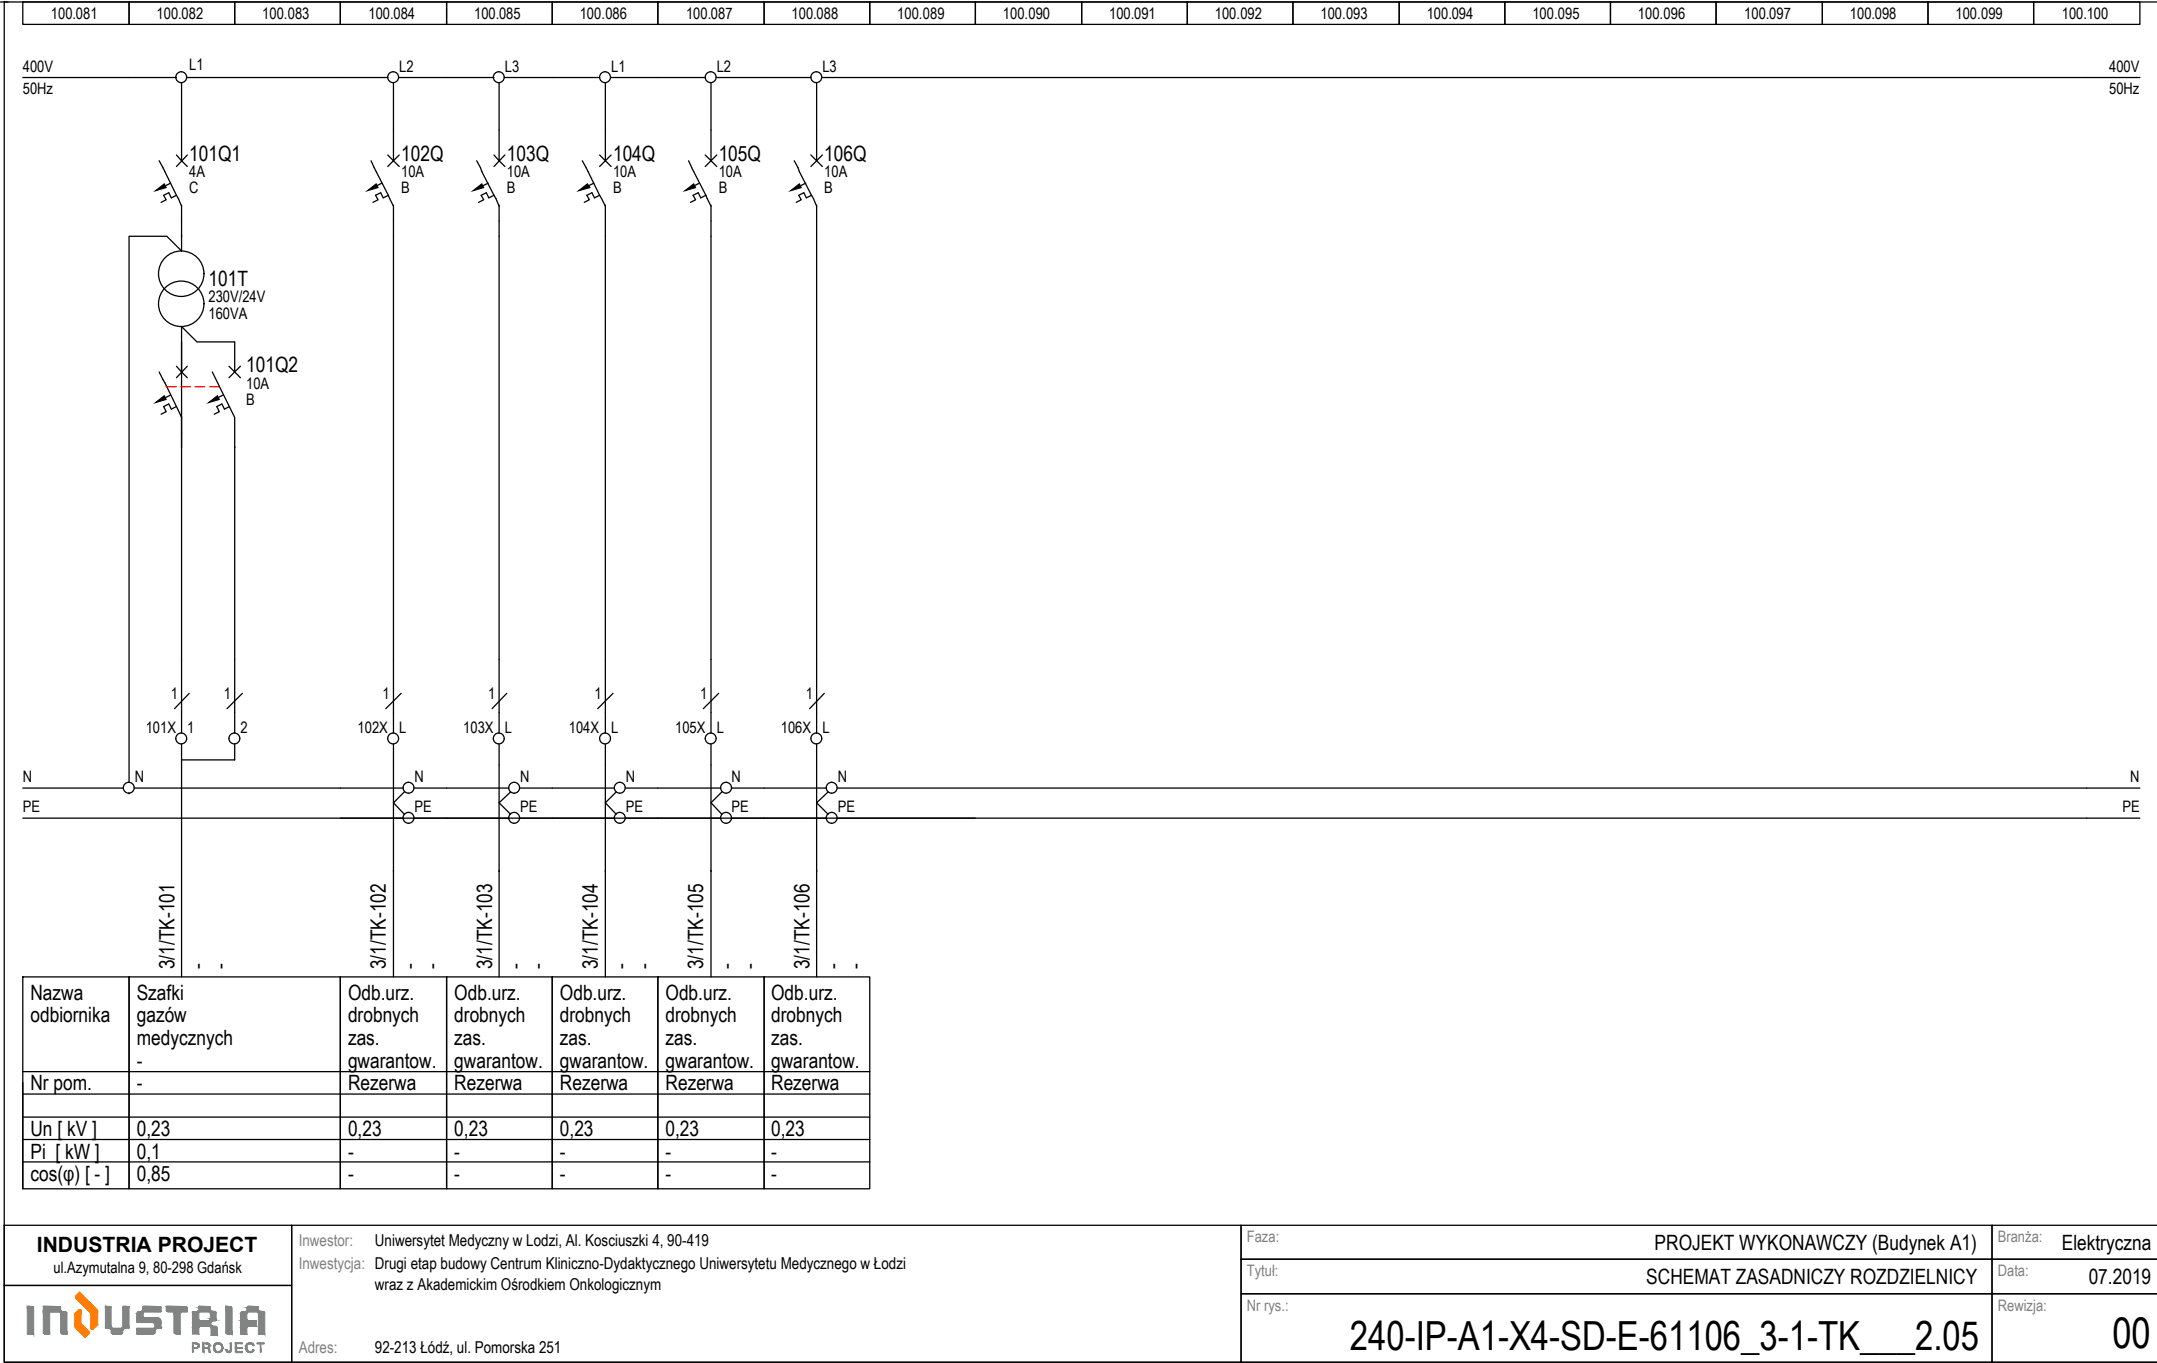 100.081 100.082 100.083 100.084 100.085 100.086 100.087 100.088 100.089 100.090 100.091 100.092 100.093 100.094 100.095 100.096 100.097 100.098 100.099 100.100
400V L1 L2 L3 L1 L2 L3 400V
50Hz 50Hz
101Q1 102Q 103Q 104Q 105Q 106Q
4A 10A 10A 10A 10A 10A
C B B B B B
101T
230V/24V
160VA
101Q2
10A
B
1 1 1 1 1 1 1
101X 1 2 102X L 103X L 104X L 105X L 106X L
N N N N N N N N
PE PE PE PE PE PE PE
3/1/TK-101 - - 3/1/TK-102 - - 3/1/TK-103 - - 3/1/TK-104 - - 3/1/TK-105 - - 3/1/TK-106 - -
Nazwa Szafki Odb.urz. Odb.urz. Odb.urz. Odb.urz. Odb.urz.
odbiornika gazów drobnych drobnych drobnych drobnych drobnych
medycznych zas. zas. zas. zas. zas.
- gwarantow. gwarantow. gwarantow. gwarantow. gwarantow.
Nr pom. - Rezerwa Rezerwa Rezerwa Rezerwa Rezerwa
Un [ kV ] 0,23 0,23 0,23 0,23 0,23 0,23
Pi [ kW ] 0,1 - - - - -
cos(φ) [ - ] 0,85 - - - - -
INDUSTRIA PROJECT
ul.Azymutalna 9, 80-298 Gdańsk
INDUSTRIA
PROJECT
Inwestor: Uniwersytet Medyczny w Lodzi, Al. Kosciuszki 4, 90-419
Inwestycja: Drugi etap budowy Centrum Kliniczno-Dydaktycznego Uniwersytetu Medycznego w Łodzi
wraz z Akademickim Ośrodkiem Onkologicznym
Adres: 92-213 Łódź, ul. Pomorska 251
Faza: PROJEKT WYKONAWCZY (Budynek A1)
Branża: Elektryczna
Tytuł: SCHEMAT ZASADNICZY ROZDZIELNICY
Data: 07.2019
Nr rys.: 240-IP-A1-X4-SD-E-61106_3-1-TK___2.05
Rewizja: 00